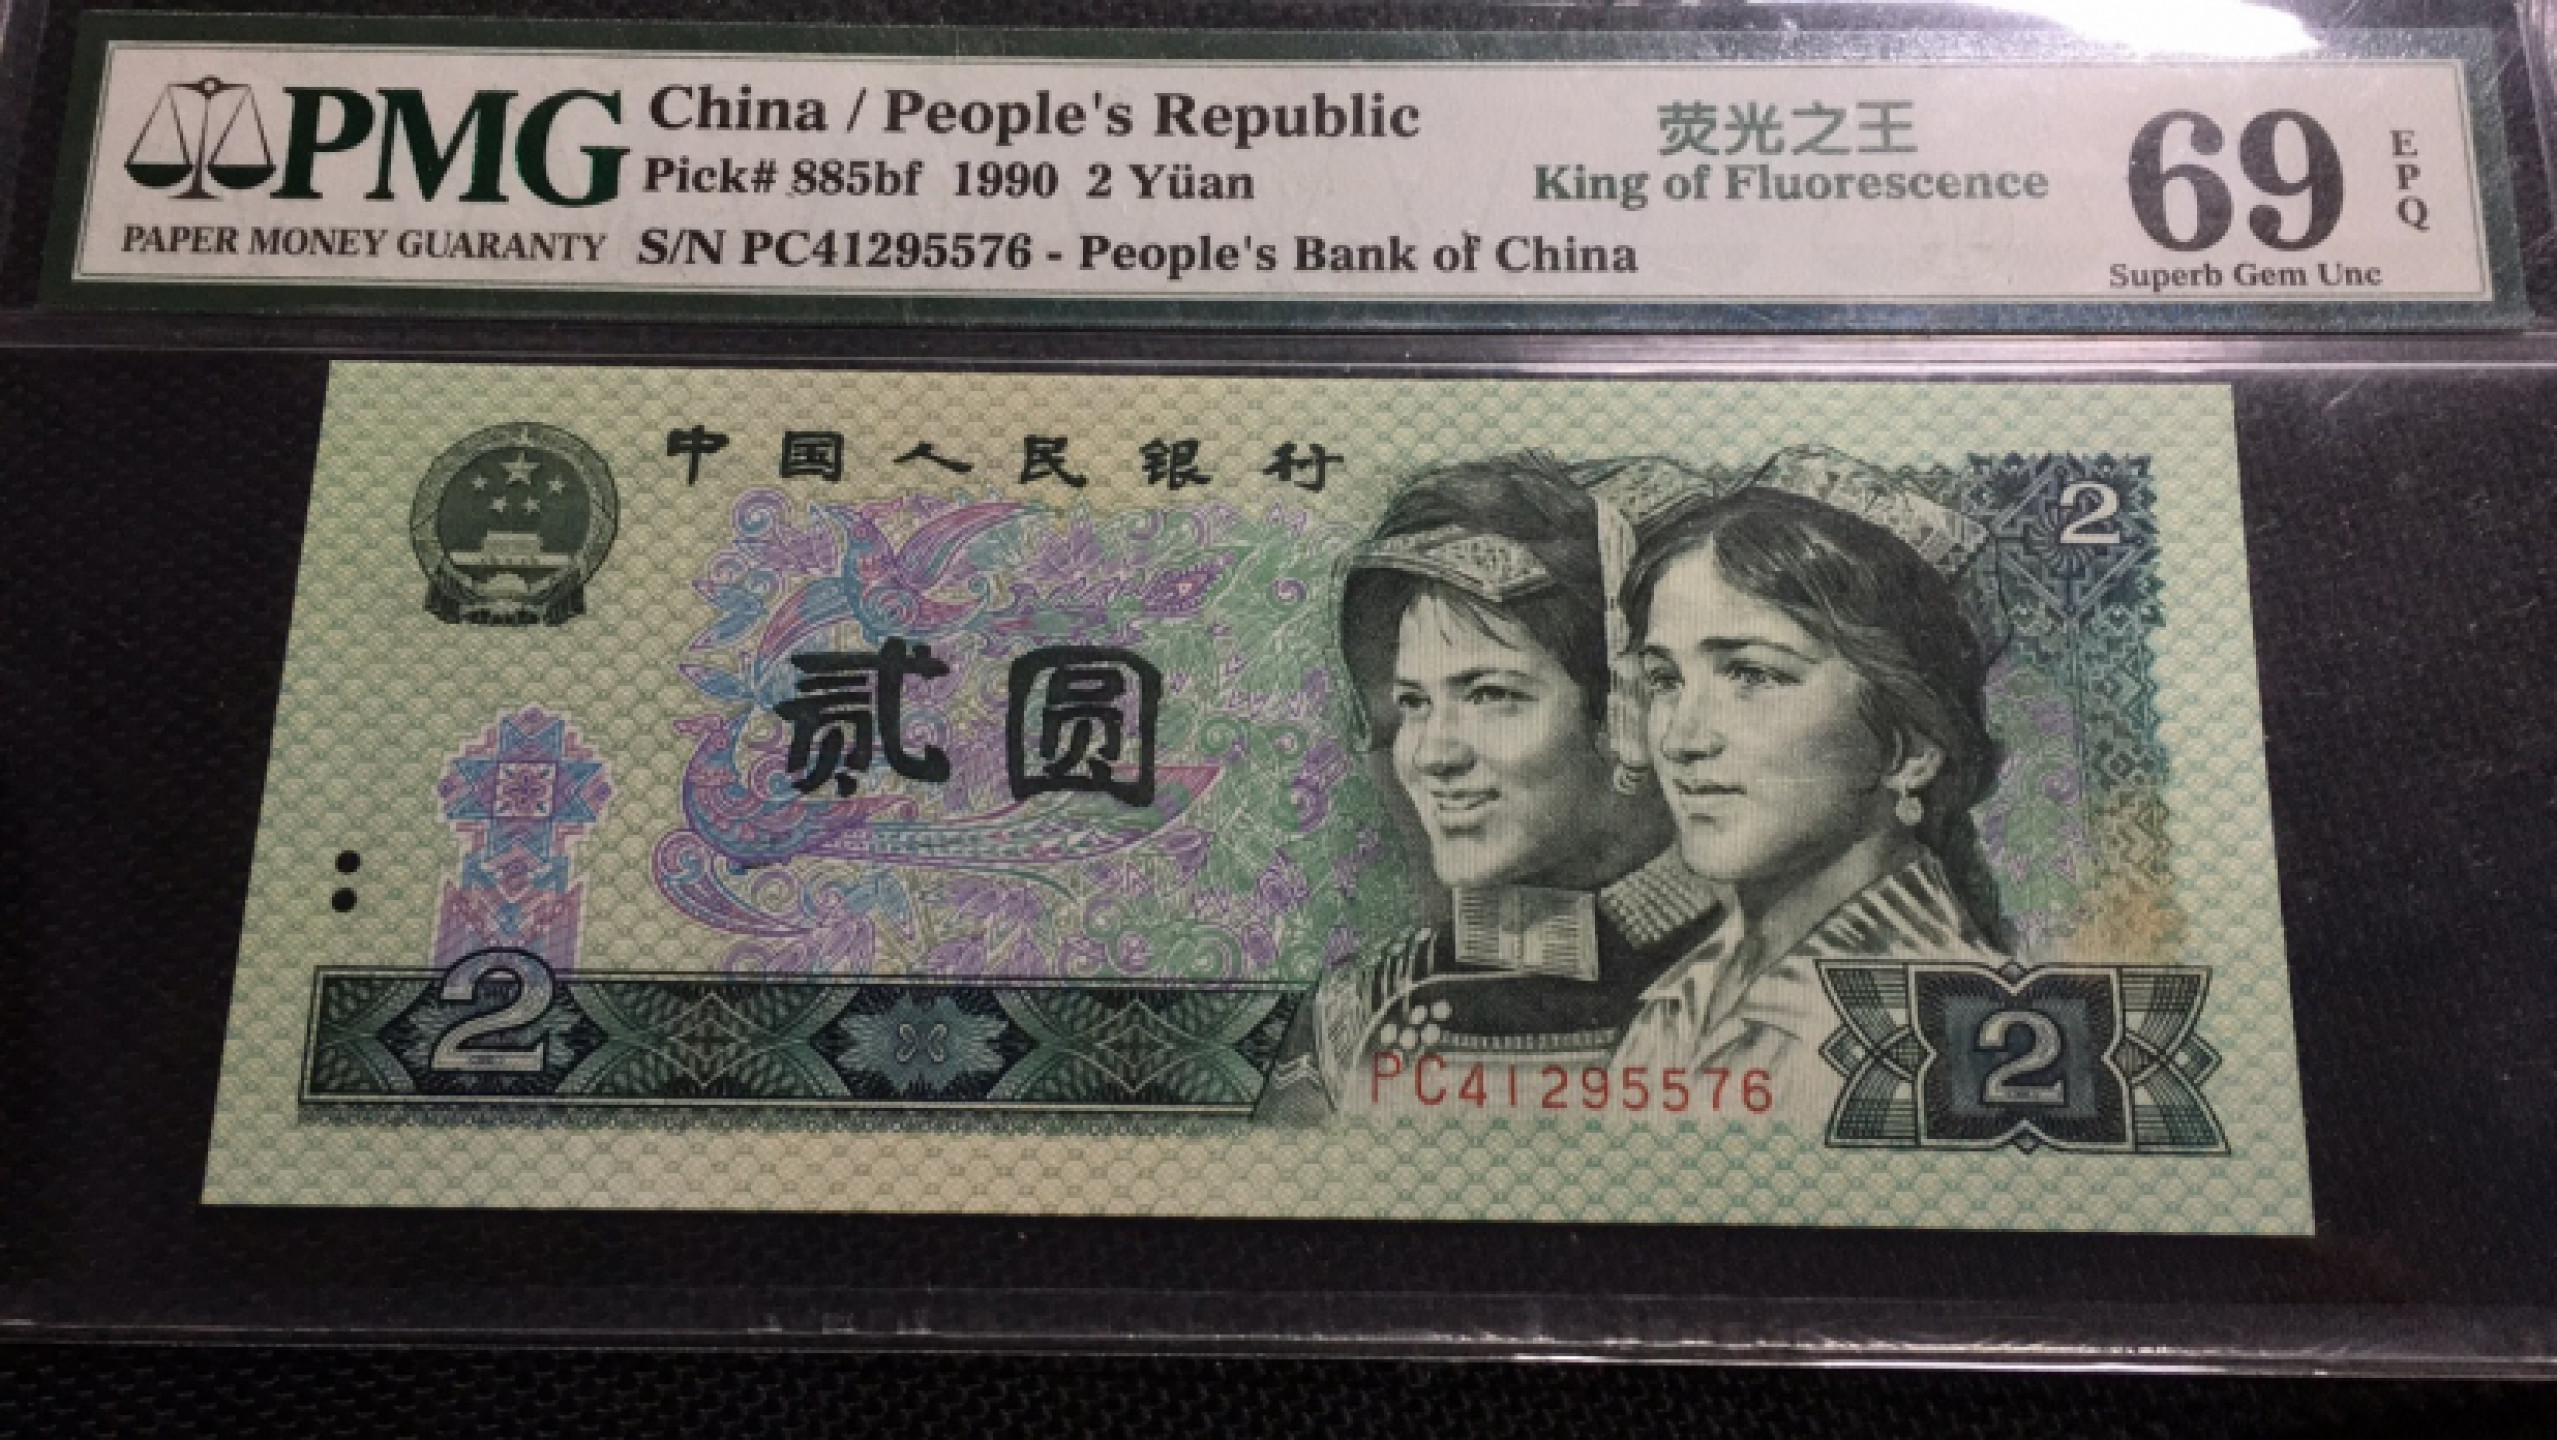 PMG
PAPER MONEY GUARANTY
China / People's Republic
Pick# 885bf 1990 2 Yüan
S/N PC41295576 - People's Bank of China
荧光之王
King of Fluorescence
69
EPQ
Superb Gem Unc
中国人民银行
2
贰圆
2
PC41295576
2